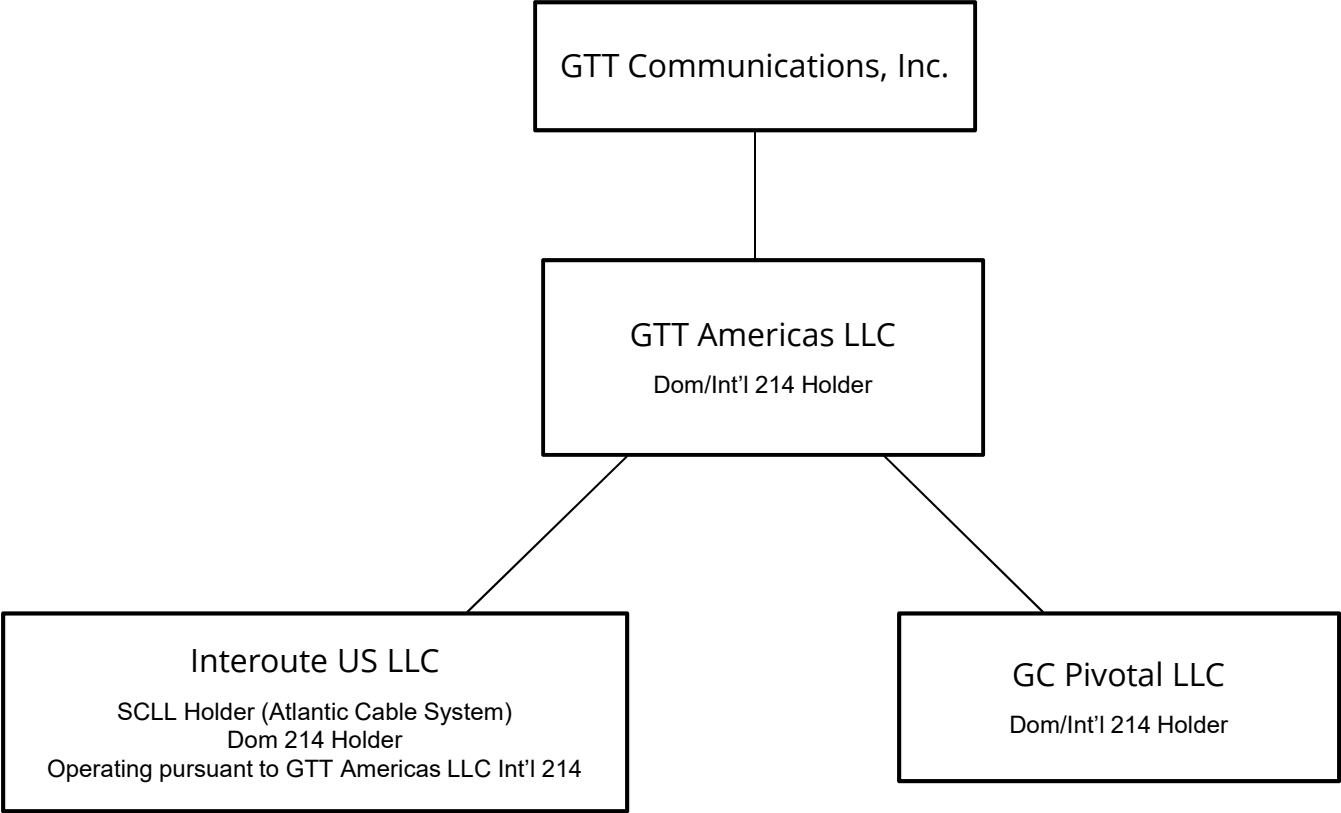 GTT Communications, Inc.
GTT Americas LLC
Dom/Int’l 214 Holder
Interoute US LLC
SCLL Holder (Atlantic Cable System)
Dom 214 Holder
Operating pursuant to GTT Americas LLC Int’l 214
GC Pivotal LLC
Dom/Int’l 214 Holder